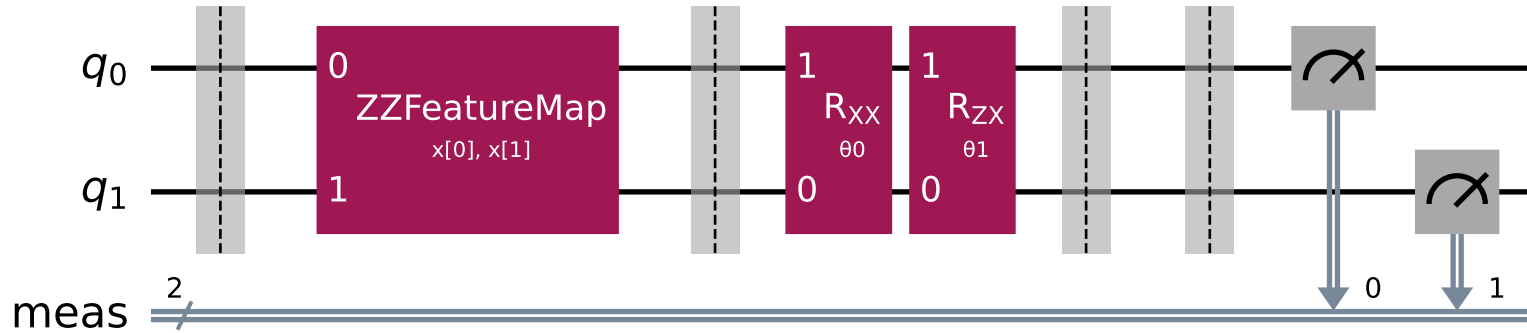 q0 0 ZZFeatureMap x[0], x[1] 1 RXX θ0 0 1 RZX θ1 0
q1 1
meas 2 0 1